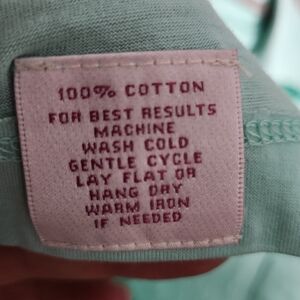 100% COTTON
FOR BEST RESULTS
MACHINE
WASH COLD
GENTLE CYCLE
LAY FLAT OR
HANG DRY
WARM IRON
IF NEEDED